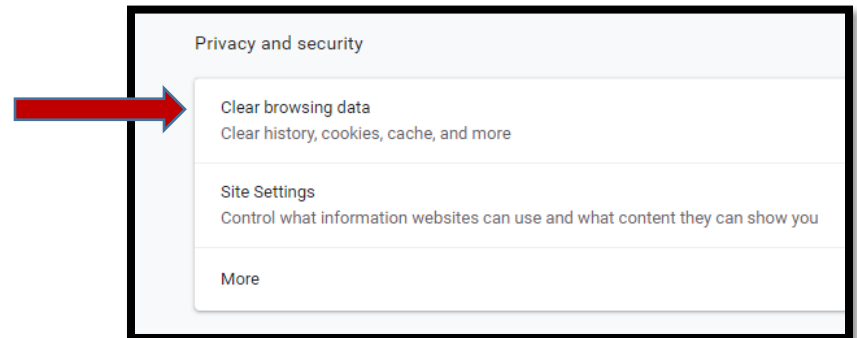 Privacy and security
Clear browsing data
Clear history, cookies, cache, and more
Site Settings
Control what information websites can use and what content they can show you
More